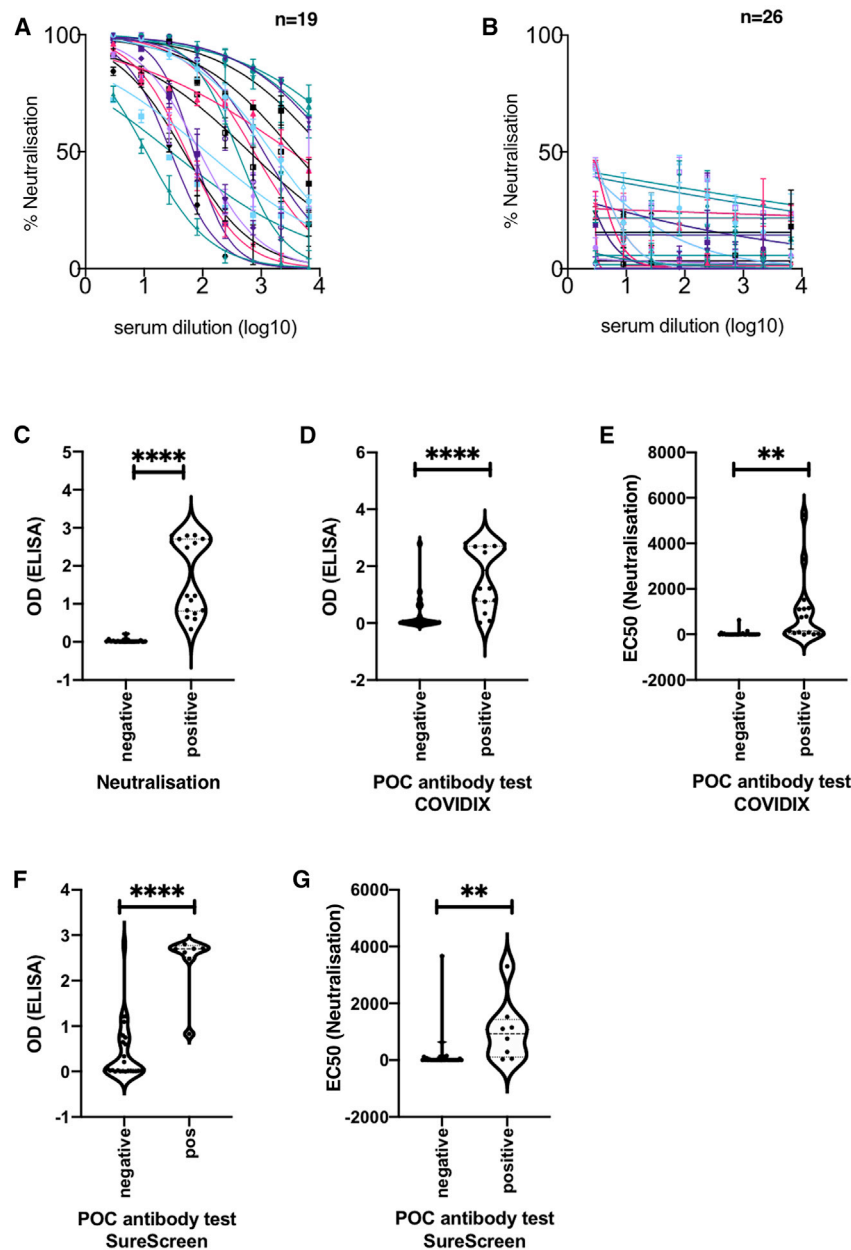 A
n=19
100
50
0
% Neutralisation
0 1 2 3 4
serum dilution (log10)
B
n=26
100
50
0
% Neutralisation
0 1 2 3 4
serum dilution (log10)
C
****
5
4
3
2
1
0
-1
OD (ELISA)
negative
positive
Neutralisation
D
****
6
4
2
0
-2
OD (ELISA)
negative
positive
POC antibody test
COVIDIX
E
**
8000
6000
4000
2000
0
-2000
EC50 (Neutralisation)
negative
positive
POC antibody test
COVIDIX
F
****
4
3
2
1
0
-1
OD (ELISA)
negative
pos
POC antibody test
SureScreen
G
**
6000
4000
2000
0
-2000
EC50 (Neutralisation)
negative
positive
POC antibody test
SureScreen